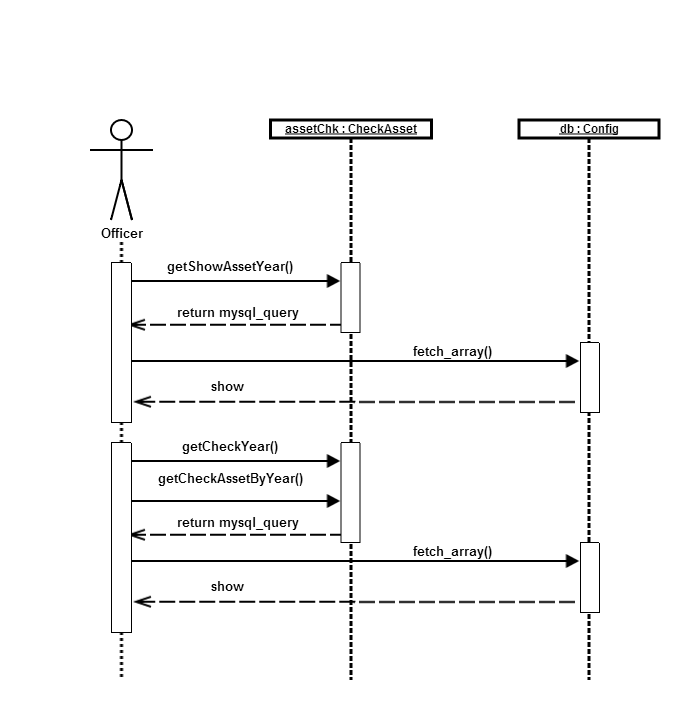 assetChk : CheckAsset
db : Config
Officer
getShowAssetYear()
return mysql_query
fetch_array()
show
getCheckYear()
getCheckAssetByYear()
return mysql_query
fetch_array()
show